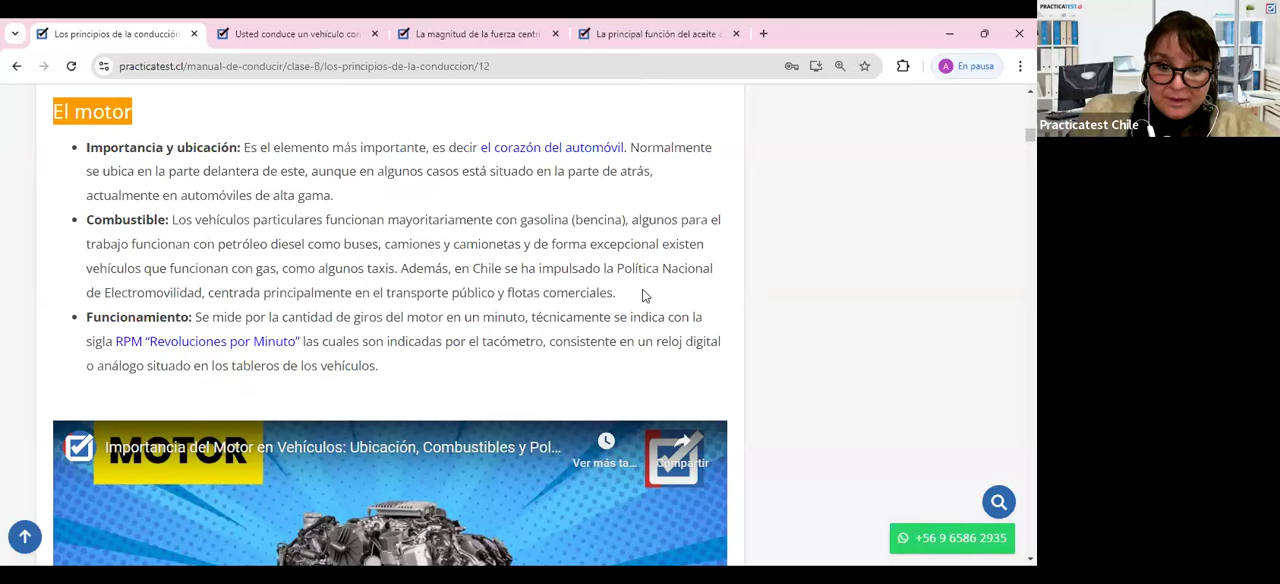 Los principios de la conducción
Usted conduce un vehículo con
La magnitud de la fuerza centrí
La principal función del aceite d
practicatest.cl/manual-de-conducir/clase-B/los-principios-de-la-conduccion/12
A En pausa
PRACTICATEST.cl
Practicatest Chile
El motor
Importancia y ubicación: Es el elemento más importante, es decir el corazón del automóvil. Normalmente
se ubica en la parte delantera de este, aunque en algunos casos está situado en la parte de atrás,
actualmente en automóviles de alta gama.
Combustible: Los vehículos particulares funcionan mayoritariamente con gasolina (bencina), algunos para el
trabajo funcionan con petróleo diesel como buses, camiones y camionetas y de forma excepcional existen
vehículos que funcionan con gas, como algunos taxis. Además, en Chile se ha impulsado la Política Nacional
de Electromovilidad, centrada principalmente en el transporte público y flotas comerciales.
Funcionamiento: Se mide por la cantidad de giros del motor en un minuto, técnicamente se indica con la
sigla RPM “Revoluciones por Minuto” las cuales son indicadas por el tacómetro, consistente en un reloj digital
o análogo situado en los tableros de los vehículos.
MOTOR
Importancia del Motor en Vehículos: Ubicación, Combustibles y Pol...
Ver más ta...
Compartir
+56 9 6586 2935